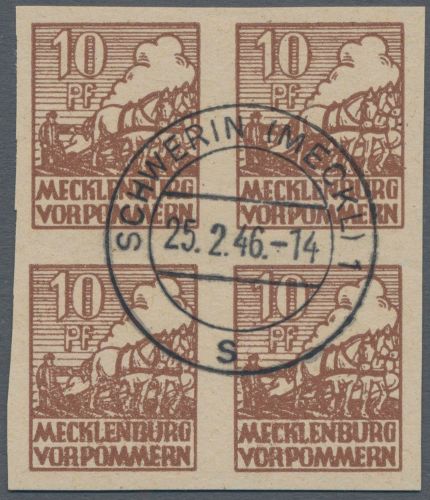 10
PF
MECKLENBURG
VORPOMMERN
10
PF
MECKLENBURG
VORPOMMERN
SCHWERIN (MECKL) 1
25. 2.46.-14
S
10
PF
MECKLENBURG
VORPOMMERN
10
PF
MECKLENBURG
VORPOMMERN